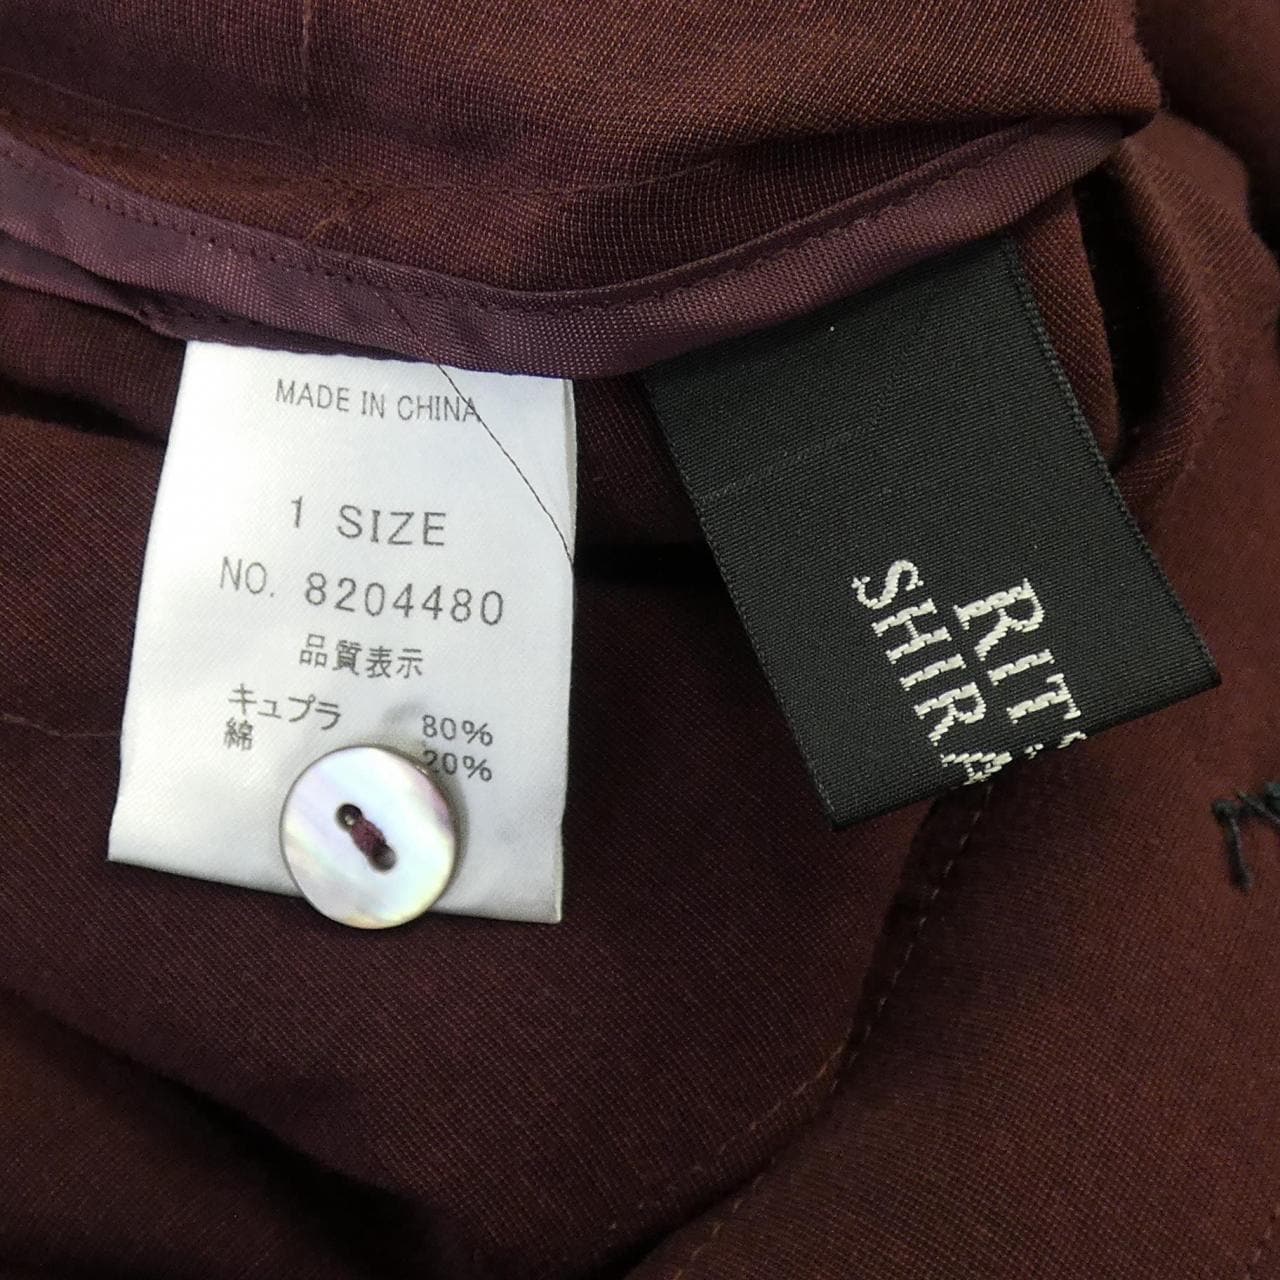 MADE IN CHINA
1 SIZE
NO. 8204480
品質表示
キュプラ 80%
綿 20%
RIT
SHIRA